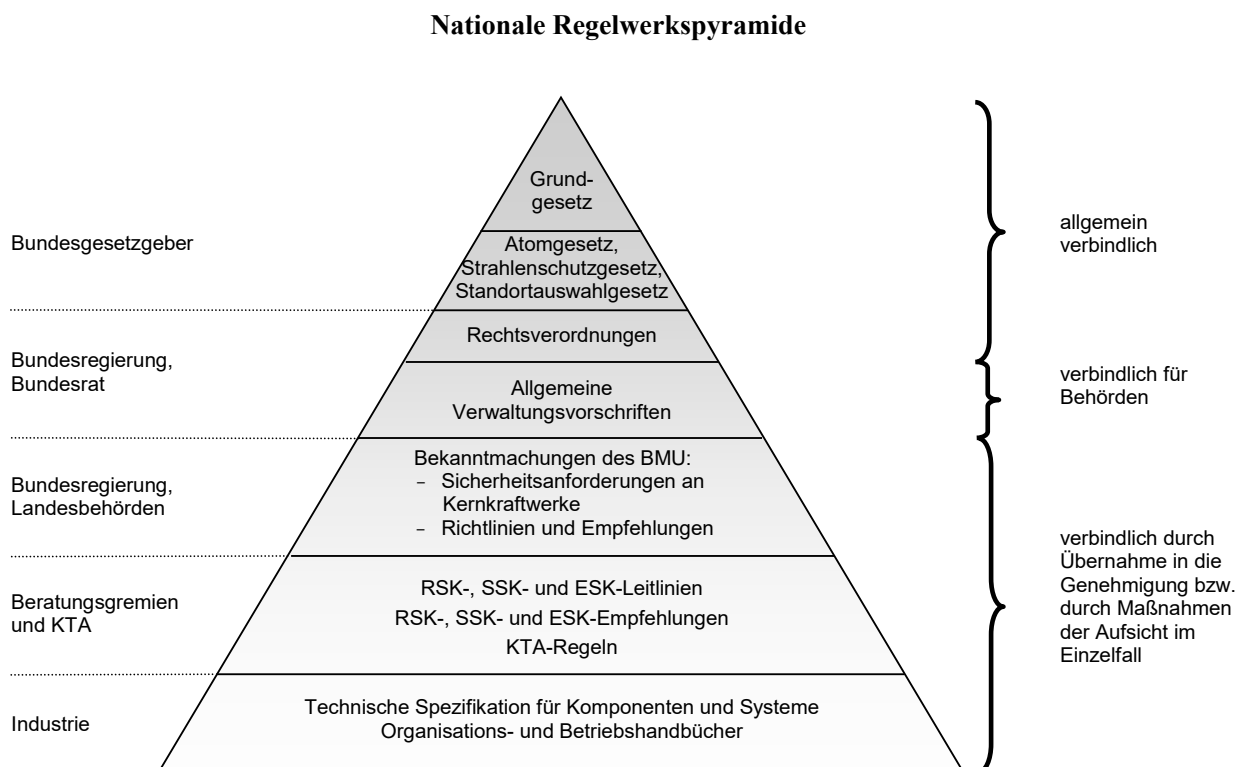 Nationale Regelwerkspyramide
Grund-
gesetz
Bundesgesetzgeber
Atomgesetz,
Strahlenschutzgesetz,
Standortauswahlgesetz
allgemein
verbindlich
Bundesregierung,
Bundesrat
Rechtsverordnungen
Allgemeine
Verwaltungsvorschriften
verbindlich für
Behörden
Bundesregierung,
Landesbehörden
Bekanntmachungen des BMU:
- Sicherheitsanforderungen an
Kernkraftwerke
- Richtlinien und Empfehlungen
Beratungsgremien
und KTA
RSK-, SSK- und ESK-Leitlinien
RSK-, SSK- und ESK-Empfehlungen
KTA-Regeln
verbindlich durch
Übernahme in die
Genehmigung bzw.
durch Maßnahmen
der Aufsicht im
Einzelfall
Industrie
Technische Spezifikation für Komponenten und Systeme
Organisations- und Betriebshandbücher